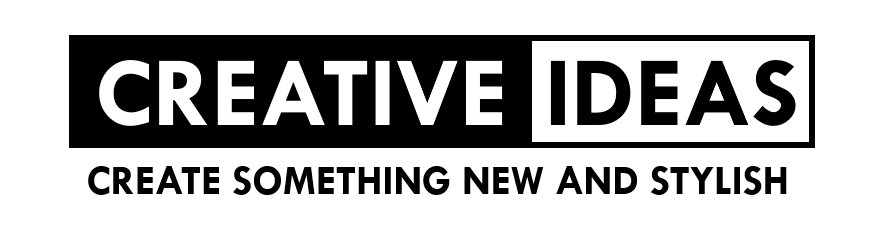 CREATIVE IDEAS
CREATE SOMETHING NEW AND STYLISH